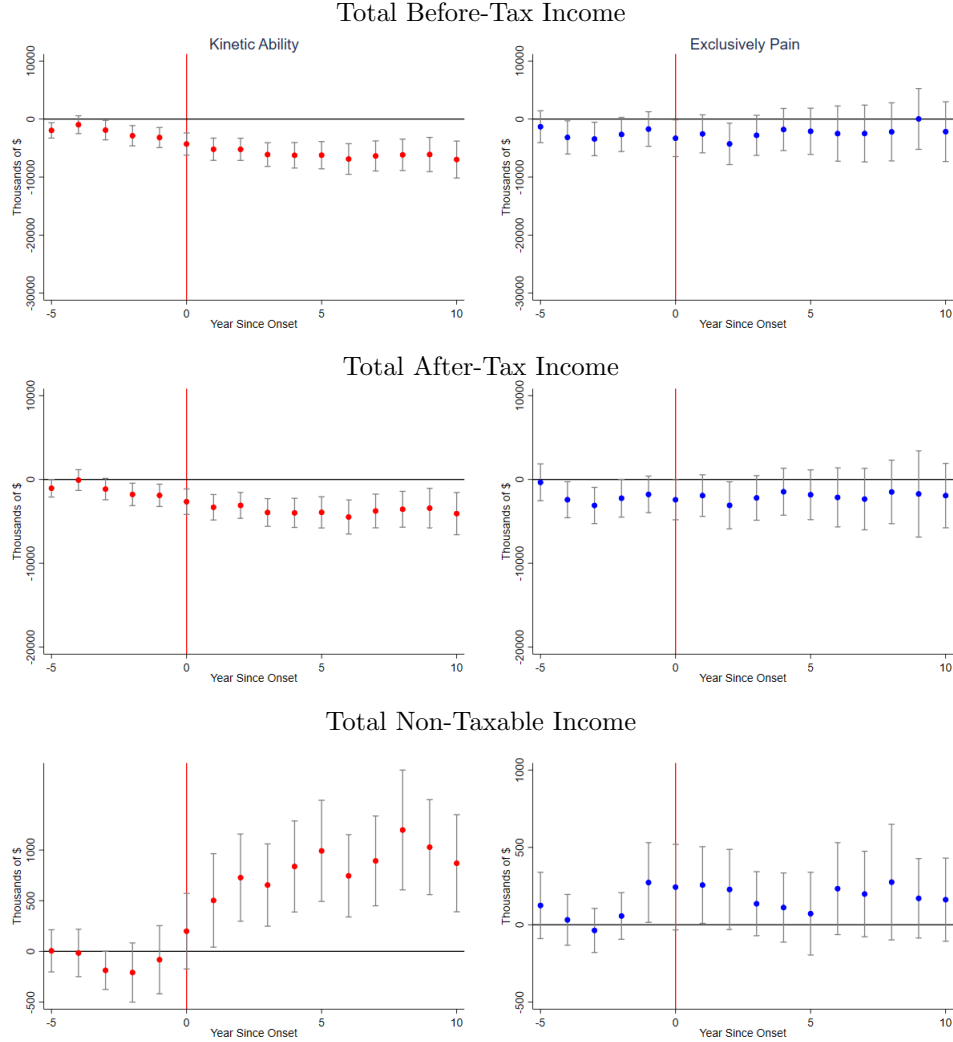 Total Before-Tax Income
Kinetic Ability
Thousands of $
10000
0
-10000
-20000
-30000
-5
0
5
10
Year Since Onset
Exclusively Pain
Thousands of $
10000
0
-10000
-20000
-30000
-5
0
5
10
Year Since Onset
Total After-Tax Income
Thousands of $
10000
0
-10000
-20000
-5
0
5
10
Year Since Onset
Thousands of $
10000
0
-10000
-20000
-5
0
5
10
Year Since Onset
Total Non-Taxable Income
Thousands of $
1000
500
0
-500
-5
0
5
10
Year Since Onset
Thousands of $
1000
500
0
-500
-5
0
5
10
Year Since Onset